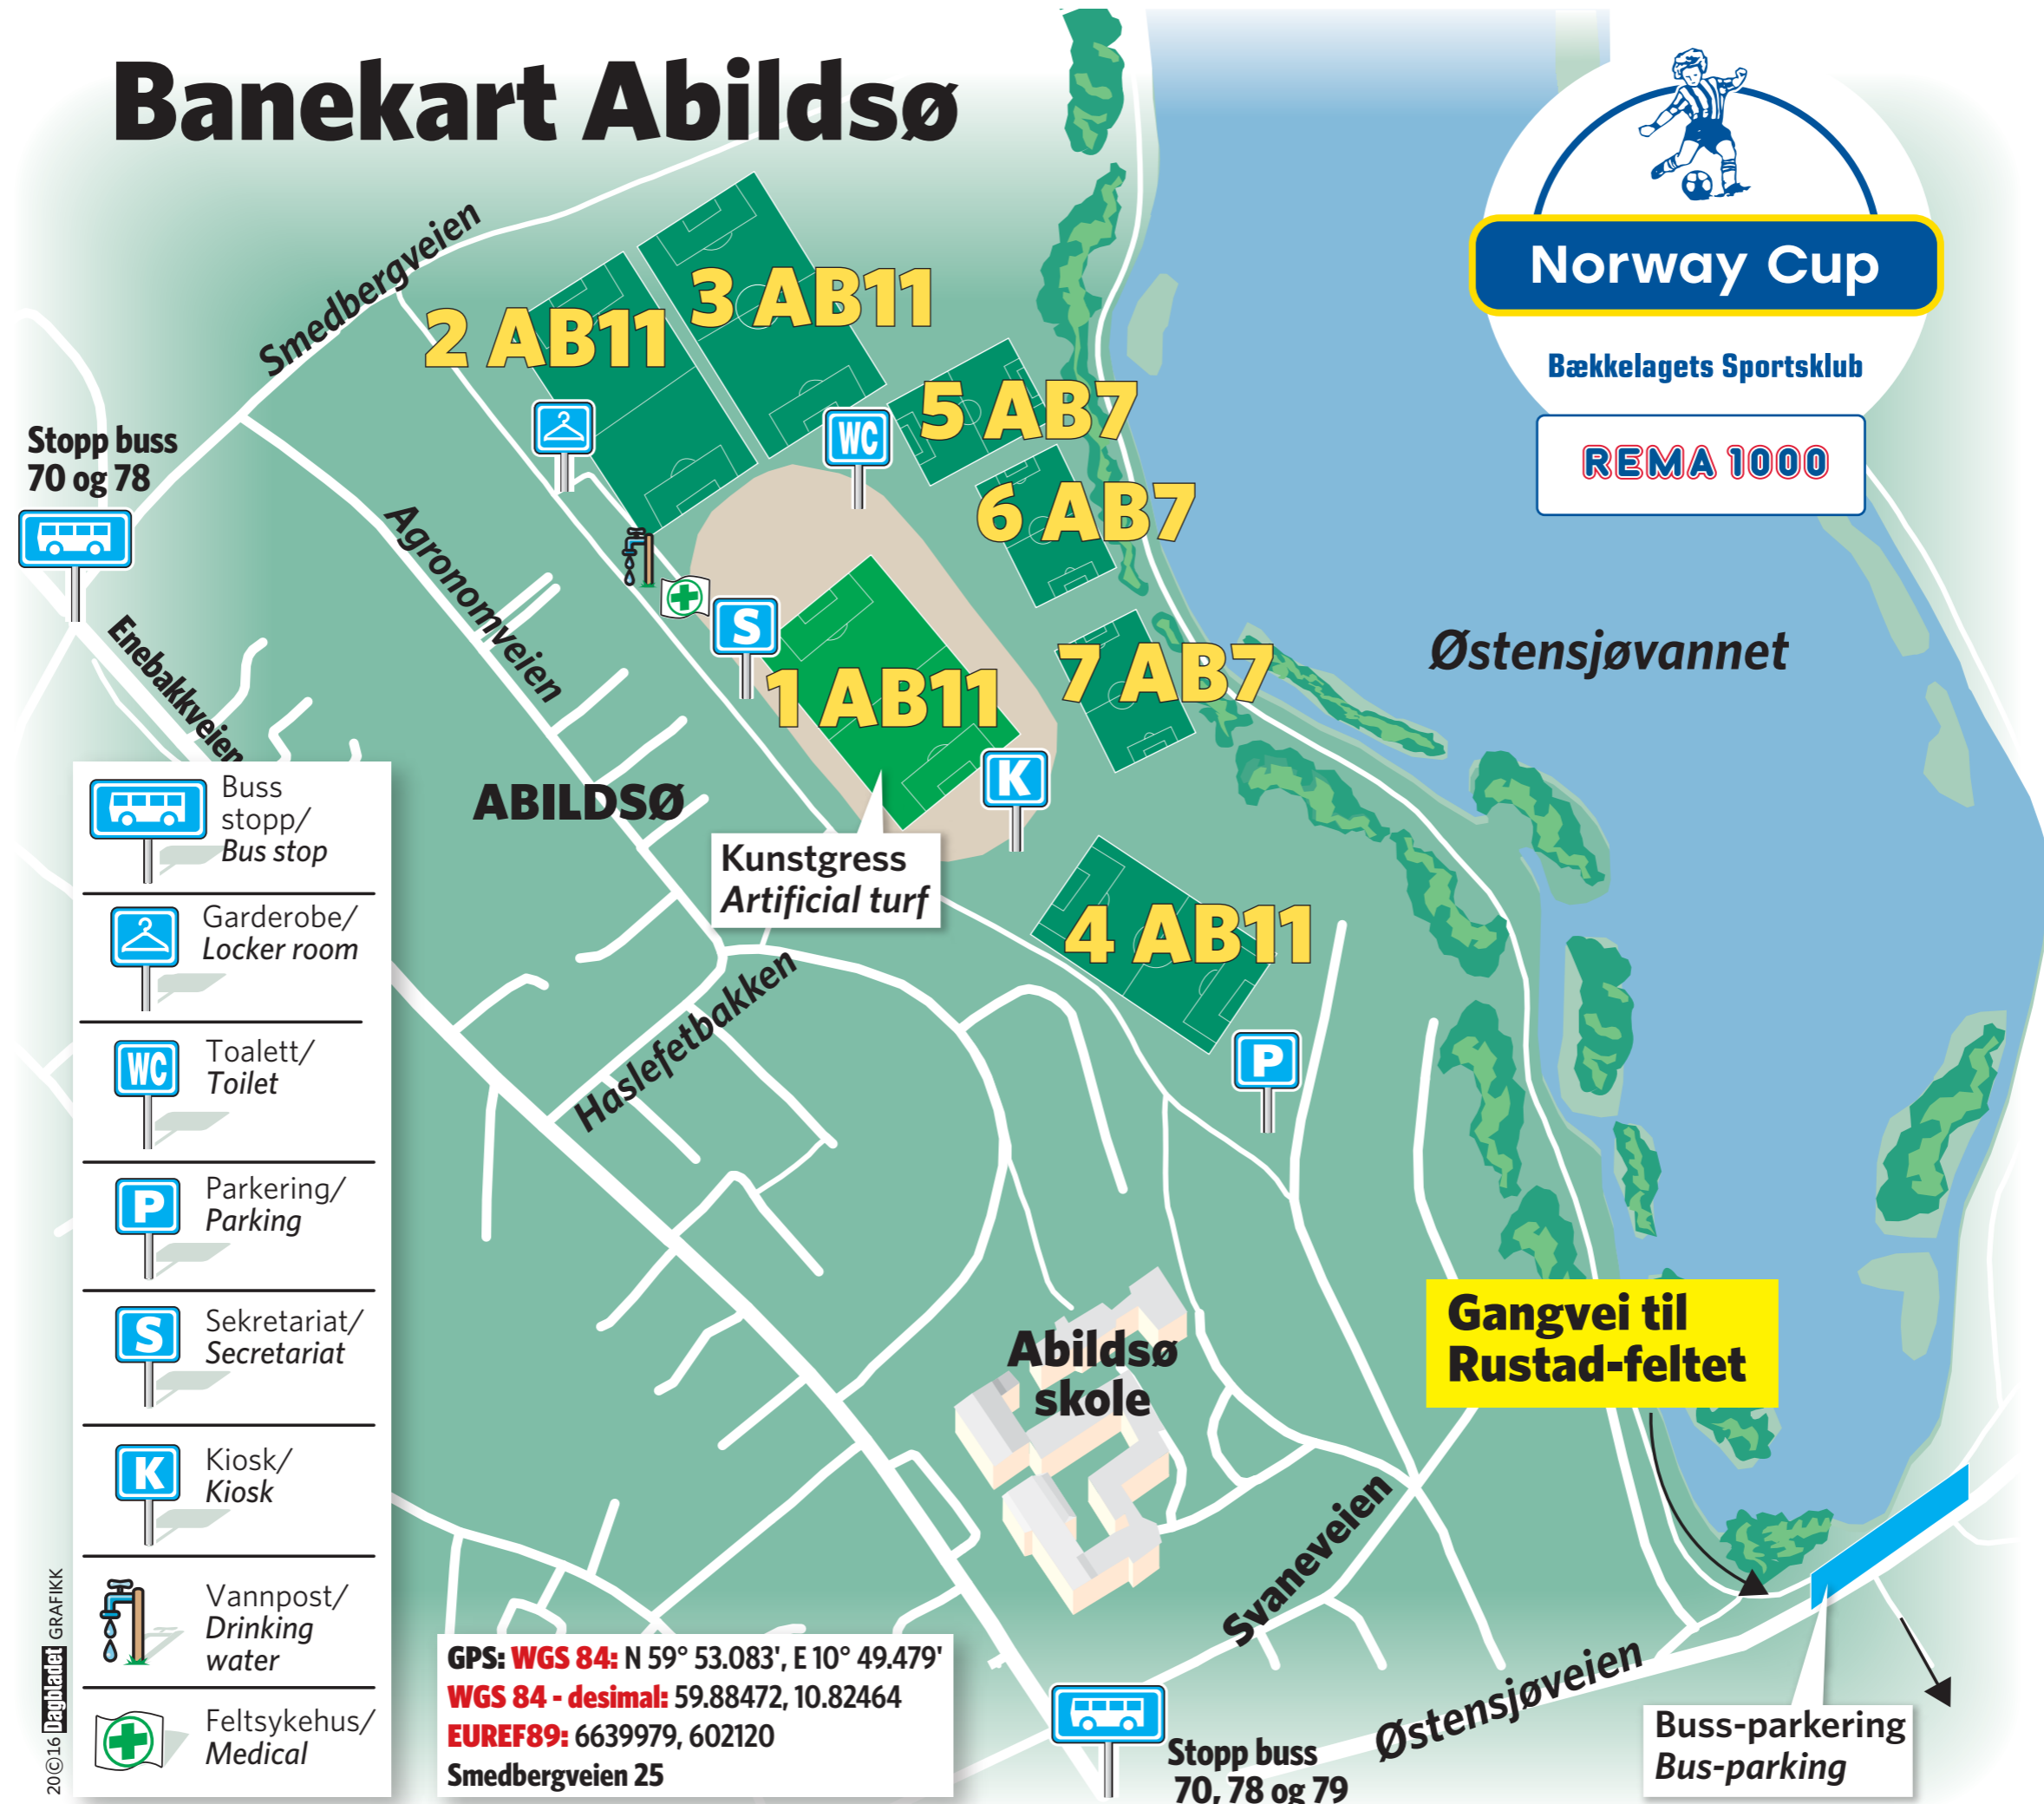 Banekart Abildsø
Norway Cup
Bækkelagets Sportsklub
REMA 1000
Smedbergveien
2 AB11
3 AB11
5 AB7
6 AB7
7 AB7
1 AB11
4 AB11
WC
S
K
P
Stopp buss
70 og 78
Agronomveien
Enebakkveien
Østensjøvannet
ABILDSØ
Kunstgress
Artificial turf
Haslefetbakken
Abildsø
skole
Gangvei til
Rustad-feltet
Svaneveien
Østensjøveien
Buss-parkering
Bus-parking
Stopp buss
70, 78 og 79
Buss
stopp/
Bus stop
Garderobe/
Locker room
WC
Toalett/
Toilet
P
Parkering/
Parking
S
Sekretariat/
Secretariat
K
Kiosk/
Kiosk
Vannpost/
Drinking
water
Feltsykehus/
Medical
GPS: WGS 84: N 59° 53.083', E 10° 49.479'
WGS 84 - desimal: 59.88472, 10.82464
EUREF89: 6639979, 602120
Smedbergveien 25
20©16 Dagbladet GRAFIKK